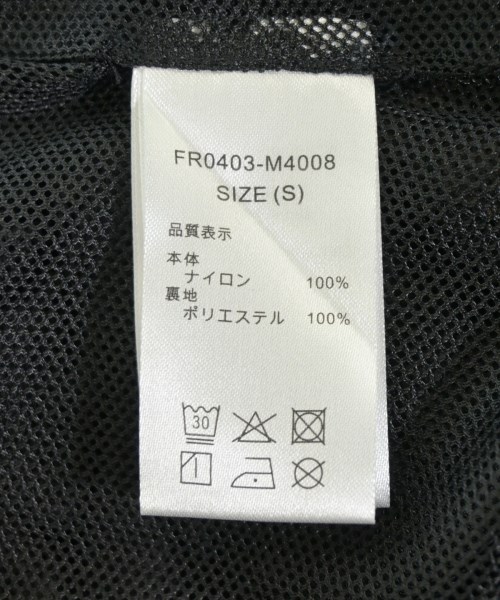 FR0403-M4008
SIZE (S)
品質表示
本体
ナイロン 100%
裏地
ポリエステル 100%
30